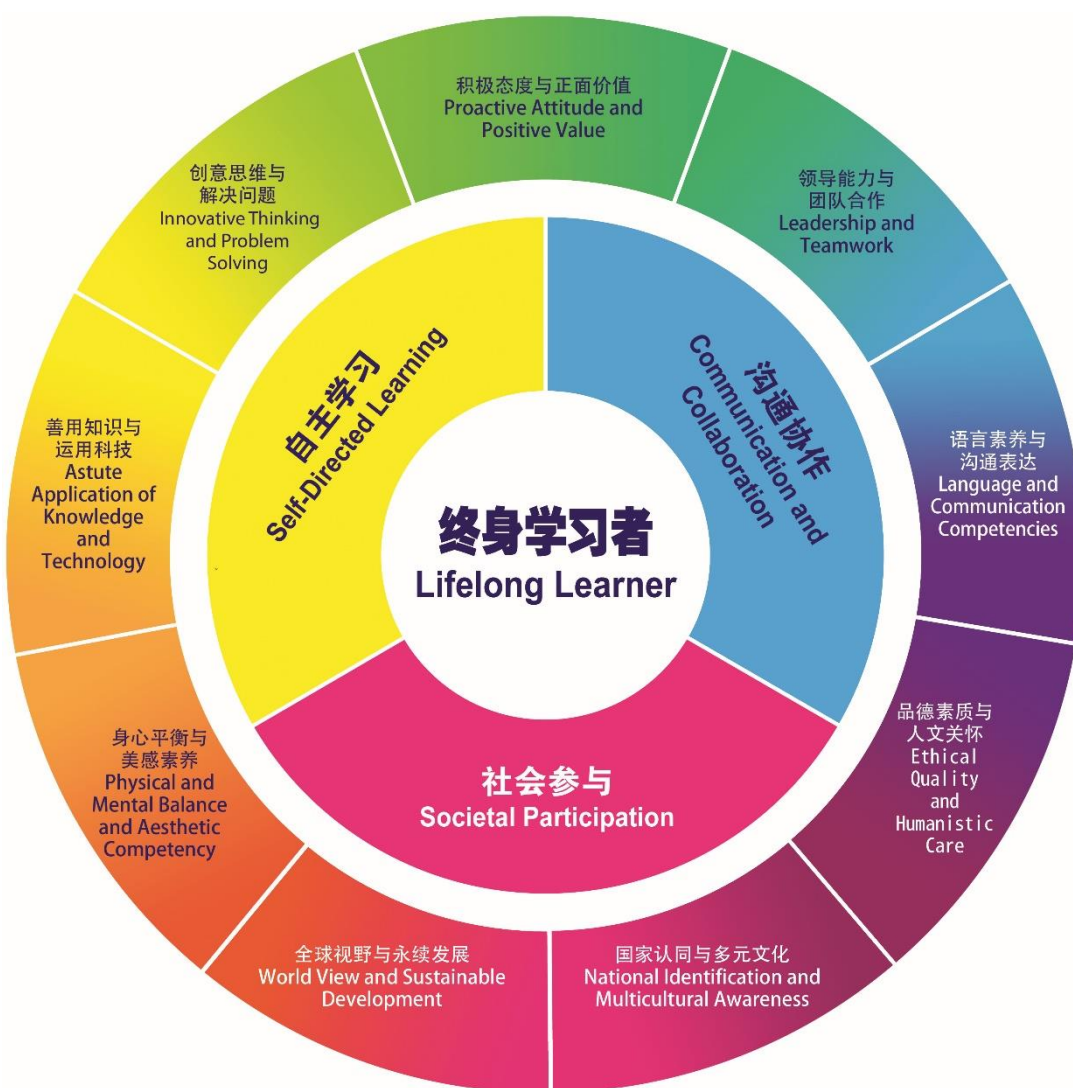 积极态度与正面价值
Proactive Attitude and
Positive Value
领导能力与
团队合作
Leadership and
Teamwork
语言素养与
沟通表达
Language and
Communication
Competencies
品德素质与
人文关怀
Ethical
Quality
and
Humanistic
Care
国家认同与多元文化
National Identification and
Multicultural Awareness
全球视野与永续发展
World View and Sustainable
Development
身心平衡与
美感素养
Physical and
Mental Balance
and Aesthetic
Competency
善用知识与
运用科技
Astute
Application of
Knowledge
and
Technology
创意思维与
解决问题
Innovative Thinking
and Problem
Solving
自主学习
Self-Directed Learning
沟通协作
Communication and
Collaboration
社会参与
Societal Participation
终身学习者
Lifelong Learner